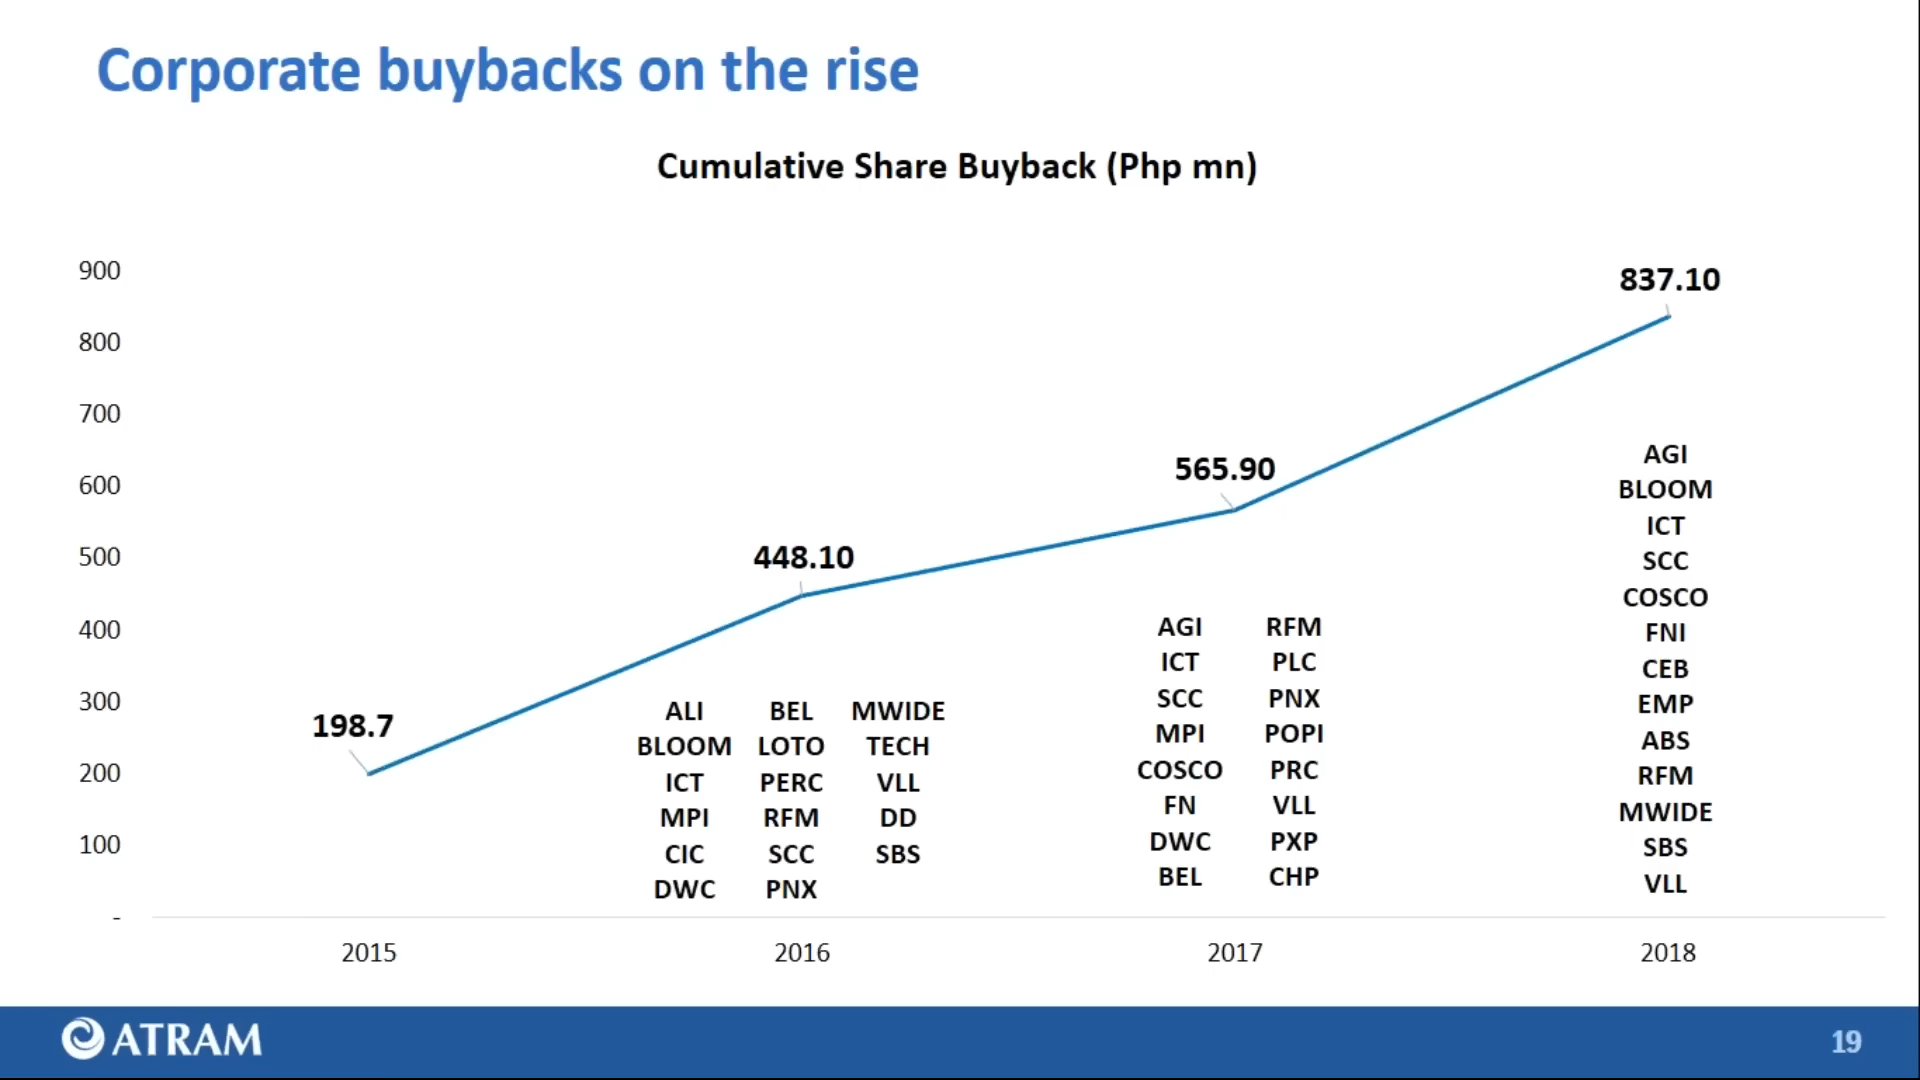 Corporate buybacks on the rise
Cumulative Share Buyback (Php mn)
900
800
700
600
500
400
300
200
100
-
198.7
448.10
565.90
837.10
ALI BEL MWIDE
BLOOM LOTO TECH
ICT PERC VLL
MPI RFM DD
CIC SCC SBS
DWC PNX
AGI RFM
ICT PLC
SCC PNX
MPI POPI
COSCO PRC
FN VLL
DWC PXP
BEL CHP
AGI
BLOOM
ICT
SCC
COSCO
FNI
CEB
EMP
ABS
RFM
MWIDE
SBS
VLL
2015 2016 2017 2018
ATRAM
19